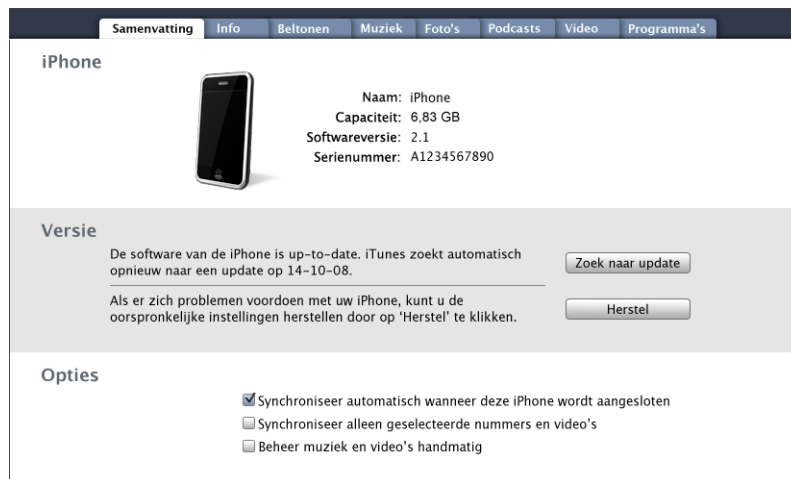 Samenvatting Info Beltonen Muziek Foto's Podcasts Video Programma's
iPhone
Naam: iPhone
Capaciteit: 6,83 GB
Softwareversie: 2.1
Serienummer: A1234567890
Versie
De software van de iPhone is up-to-date. iTunes zoekt automatisch
opnieuw naar een update op 14-10-08.
Zoek naar update
Als er zich problemen voordoen met uw iPhone, kunt u de
oorspronkelijke instellingen herstellen door op ‘Herstel’ te klikken.
Herstel
Opties
Synchroniseer automatisch wanneer deze iPhone wordt aangesloten
Synchroniseer alleen geselecteerde nummers en video’s
Beheer muziek en video’s handmatig